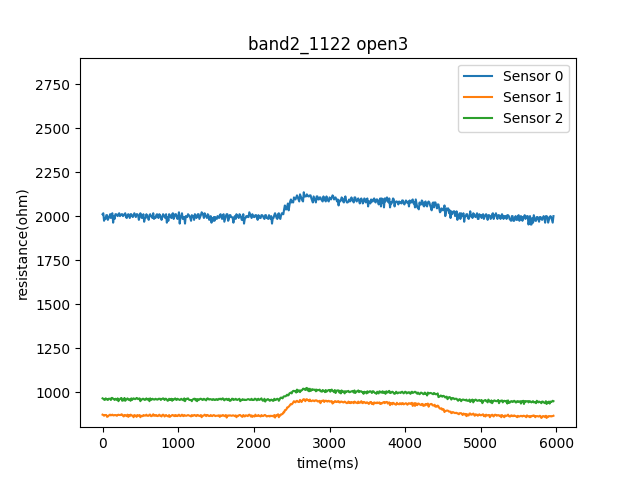 band2_1122 open3
Sensor 0
Sensor 1
Sensor 2
2750
2500
2250
2000
1750
1500
1250
1000
resistance(ohm)
0 1000 2000 3000 4000 5000 6000
time(ms)